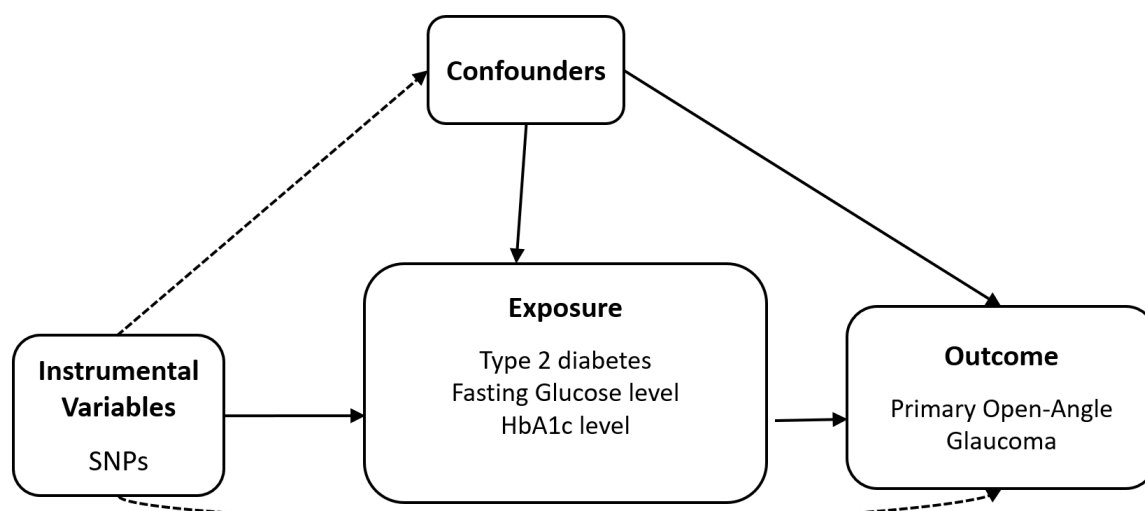 Confounders
Instrumental
Variables
SNPs
Exposure
Type 2 diabetes
Fasting Glucose level
HbA1c level
Outcome
Primary Open-Angle
Glaucoma